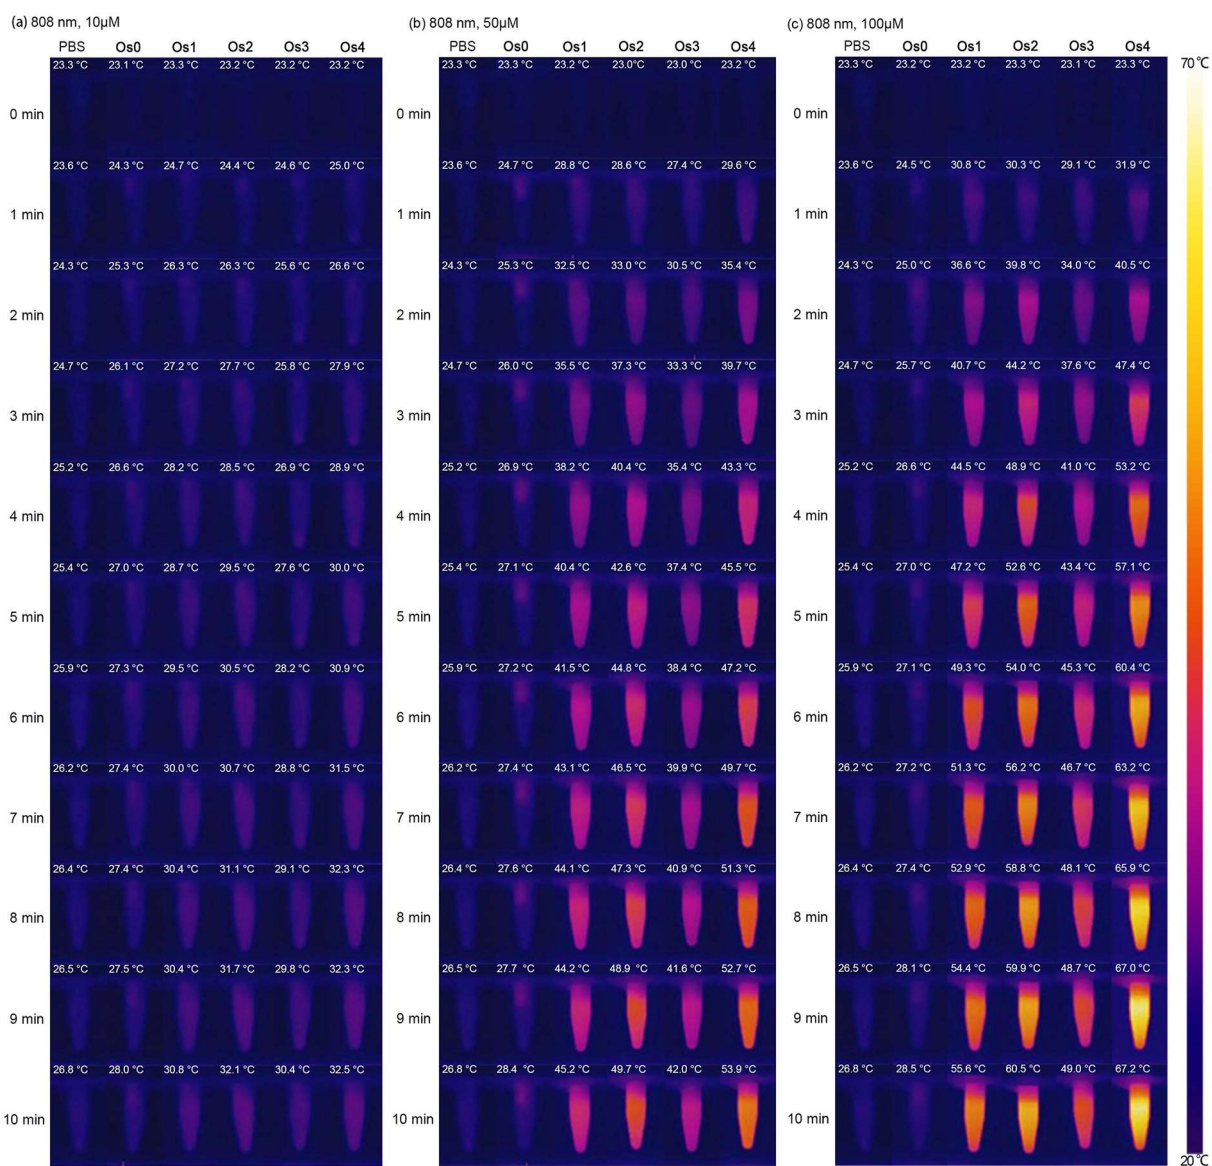 (a) 808 nm, 10μM (b) 808 nm, 50μM (c) 808 nm, 100μM
PBS Os0 Os1 Os2 Os3 Os4 PBS Os0 Os1 Os2 Os3 Os4 PBS Os0 Os1 Os2 Os3 Os4
23.3 °C 23.1 °C 23.3 °C 23.2 °C 23.2 °C 23.2 °C 23.3 °C 23.3 °C 23.2 °C 23.0°C 23.0 °C 23.2 °C 23.3 °C 23.2 °C 23.2 °C 23.3 °C 23.1 °C 23.3 °C 70℃
0 min 0 min 0 min
23.6 °C 24.3 °C 24.7 °C 24.4 °C 24.6 °C 25.0 °C 23.6 °C 24.7 °C 28.8 °C 28.6 °C 27.4 °C 29.6 °C 23.6 °C 24.5 °C 30.8 °C 30.3 °C 29.1 °C 31.9 °C
1 min 1 min 1 min
24.3 °C 25.3 °C 26.3 °C 26.3 °C 25.6 °C 26.6 °C 24.3 °C 25.3 °C 32.5 °C 33.0 °C 30.5 °C 35.4 °C 24.3 °C 25.0 °C 36.6 °C 39.8 °C 34.0 °C 40.5 °C
2 min 2 min 2 min
24.7 °C 26.1 °C 27.2 °C 27.7 °C 25.8 °C 27.9 °C 24.7 °C 26.0 °C 35.5 °C 37.3 °C 33.3 °C 39.7 °C 24.7 °C 25.7 °C 40.7 °C 44.2 °C 37.6 °C 47.4 °C
3 min 3 min 3 min
25.2 °C 26.6 °C 28.2 °C 28.5 °C 26.9 °C 28.9 °C 25.2 °C 26.9 °C 38.2 °C 40.4 °C 35.4 °C 43.3 °C 25.2 °C 26.6 °C 44.5 °C 48.9 °C 41.0 °C 53.2 °C
4 min 4 min 4 min
25.4 °C 27.0 °C 28.7 °C 29.5 °C 27.6 °C 30.0 °C 25.4 °C 27.1 °C 40.4 °C 42.6 °C 37.4 °C 45.5 °C 25.4 °C 27.0 °C 47.2 °C 52.6 °C 43.4 °C 57.1 °C
5 min 5 min 5 min
25.9 °C 27.3 °C 29.5 °C 30.5 °C 28.2 °C 30.9 °C 25.9 °C 27.2 °C 41.5 °C 44.8 °C 38.4 °C 47.2 °C 25.9 °C 27.1 °C 49.3 °C 54.0 °C 45.3 °C 60.4 °C
6 min 6 min 6 min
26.2 °C 27.4 °C 30.0 °C 30.7 °C 28.8 °C 31.5 °C 26.2 °C 27.4 °C 43.1 °C 46.5 °C 39.9 °C 49.7 °C 26.2 °C 27.2 °C 51.3 °C 56.2 °C 46.7 °C 63.2 °C
7 min 7 min 7 min
26.4 °C 27.4 °C 30.4 °C 31.1 °C 29.1 °C 32.3 °C 26.4 °C 27.6 °C 44.1 °C 47.3 °C 40.9 °C 51.3 °C 26.4 °C 27.4 °C 52.9 °C 58.8 °C 48.1 °C 65.9 °C
8 min 8 min 8 min
26.5 °C 27.5 °C 30.4 °C 31.7 °C 29.8 °C 32.3 °C 26.5 °C 27.7 °C 44.2 °C 48.9 °C 41.6 °C 52.7 °C 26.5 °C 28.1 °C 54.4 °C 59.9 °C 48.7 °C 67.0 °C
9 min 9 min 9 min
26.8 °C 28.0 °C 30.8 °C 32.1 °C 30.4 °C 32.5 °C 26.8 °C 28.4 °C 45.2 °C 49.7 °C 42.0 °C 53.9 °C 26.8 °C 28.5 °C 55.6 °C 60.5 °C 49.0 °C 67.2 °C
10 min 10 min 10 min
20℃